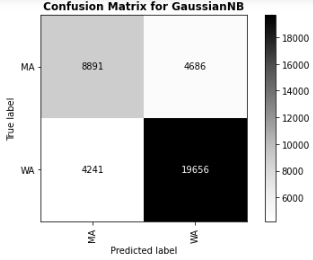 Confusion Matrix for GaussianNB
MA
8891
4686
WA
4241
19656
True label
MA
WA
Predicted label
18000
16000
14000
12000
10000
8000
6000